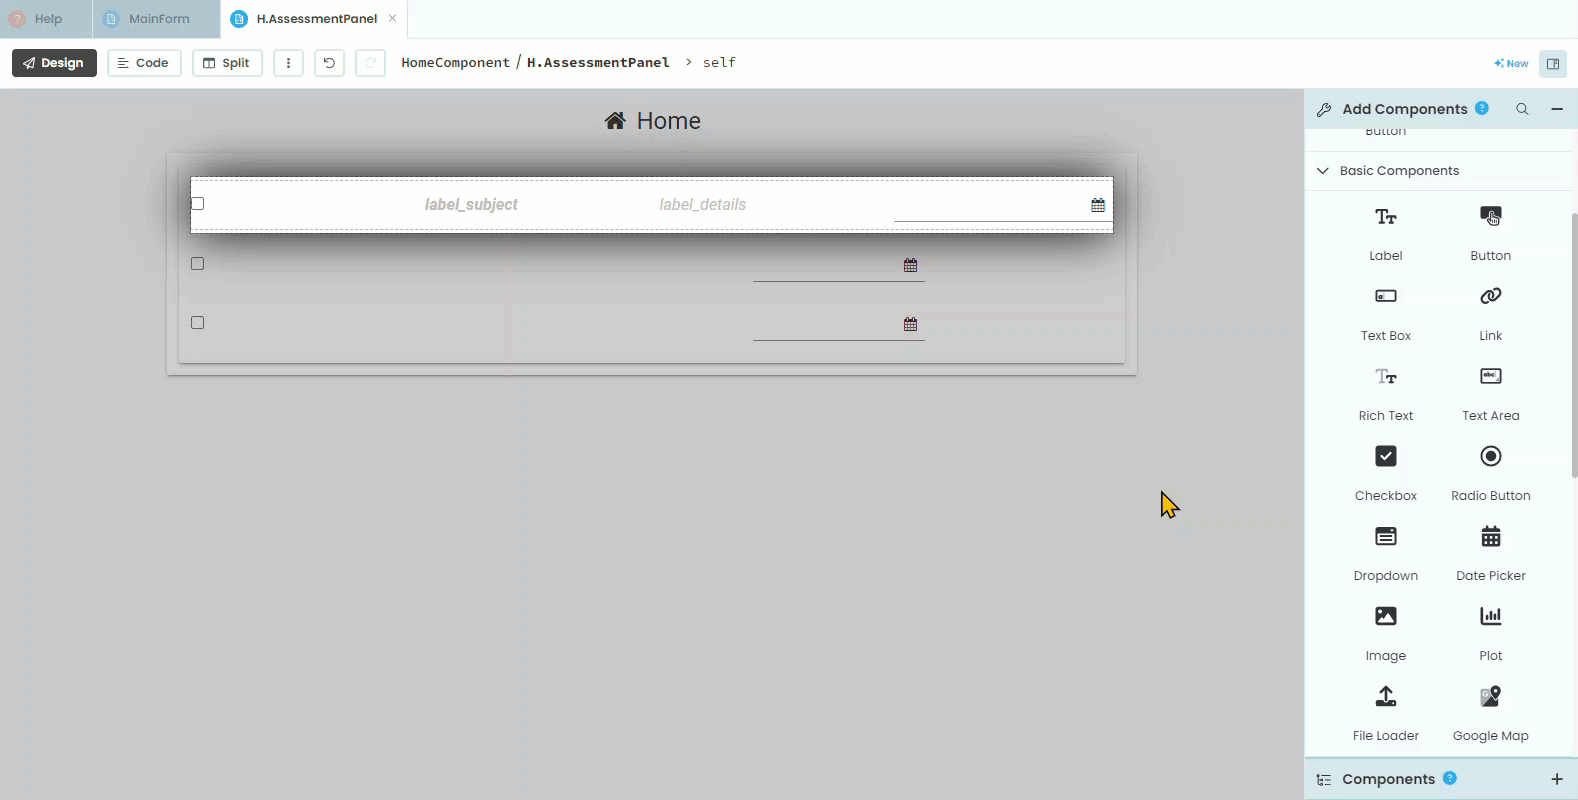 Help
MainForm
H.AssessmentPanel
Design
Code
Split
HomeComponent / H.AssessmentPanel > self
New
Home
label_subject
label_details
Add Components ?
Button
Basic Components
Label
Button
Text Box
Link
Rich Text
Text Area
Checkbox
Radio Button
Dropdown
Date Picker
Image
Plot
File Loader
Google Map
Components ?